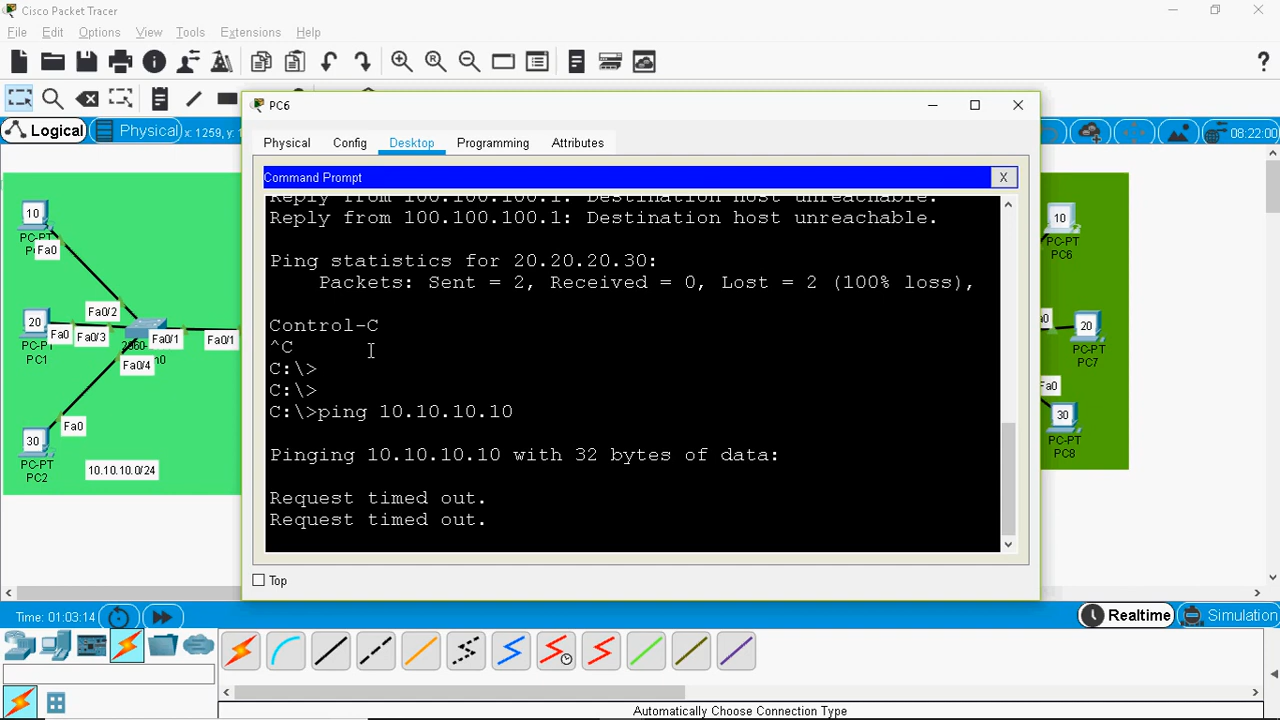 Cisco Packet Tracer
File Edit Options View Tools Extensions Help
Logical Physical x: 1259, y: 08:22:00
PC6
Physical Config Desktop Programming Attributes
Command Prompt X
Reply from 100.100.100.1: Destination host unreachable.
Reply from 100.100.100.1: Destination host unreachable.
Ping statistics for 20.20.20.30:
Packets: Sent = 2, Received = 0, Lost = 2 (100% loss),
Control-C
^C
C:\>
C:\>
C:\>ping 10.10.10.10
Pinging 10.10.10.10 with 32 bytes of data:
Request timed out.
Request timed out.
Top
10
PC-PT
Fa0
20
PC-PT
PC1
Fa0
Fa0/2
Fa0/3
Fa0/1
Fa0/1
Fa0/4
30
PC-PT
PC2
Fa0
10.10.10.0/24
10
PC-PT
PC6
20
PC-PT
PC7
30
PC-PT
PC8
Fa0
Time: 01:03:14
Realtime Simulation
Automatically Choose Connection Type